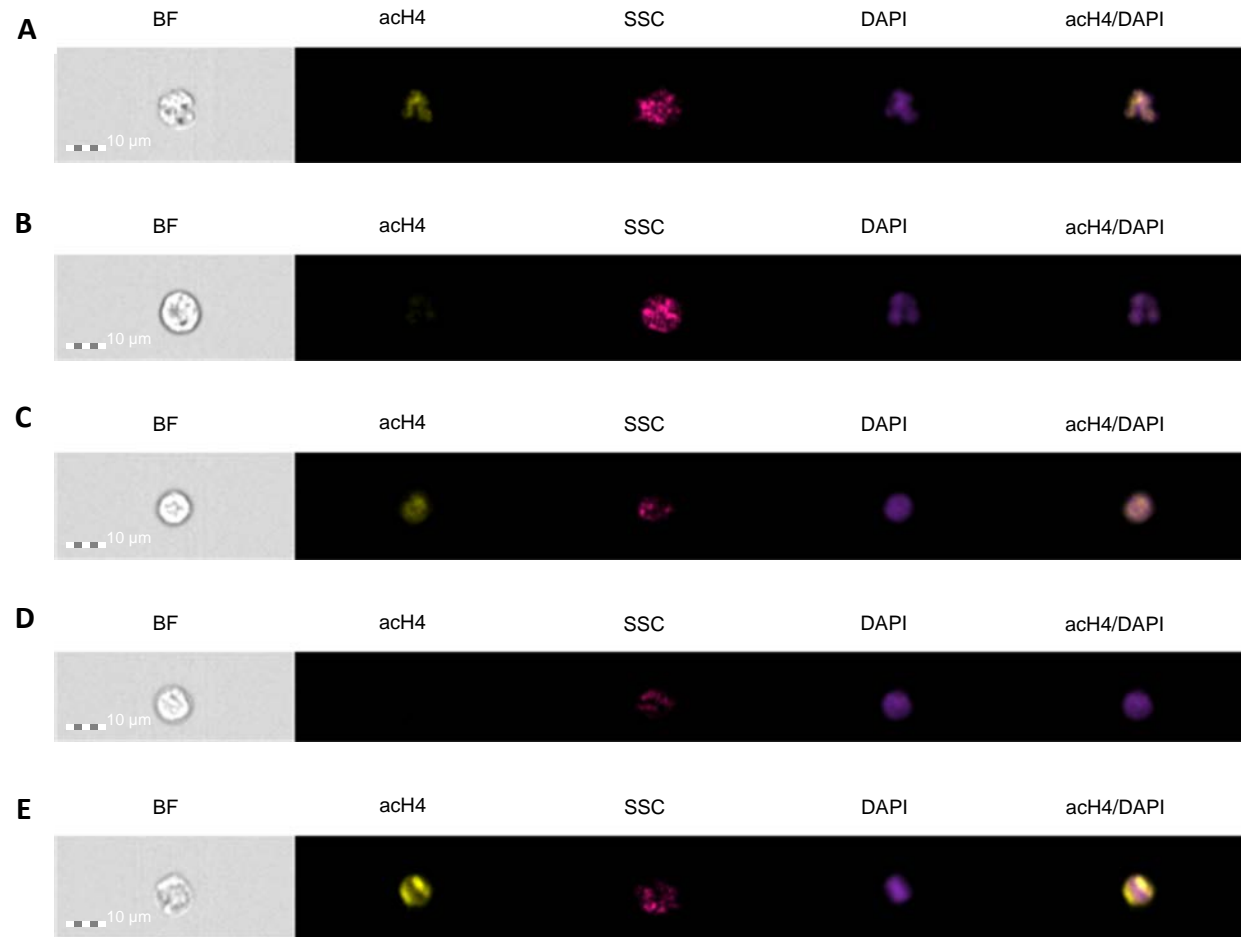 A
BF acH4 SSC DAPI acH4/DAPI
10 µm
B
BF acH4 SSC DAPI acH4/DAPI
10 µm
C
BF acH4 SSC DAPI acH4/DAPI
10 µm
D
BF acH4 SSC DAPI acH4/DAPI
10 µm
E
BF acH4 SSC DAPI acH4/DAPI
10 µm